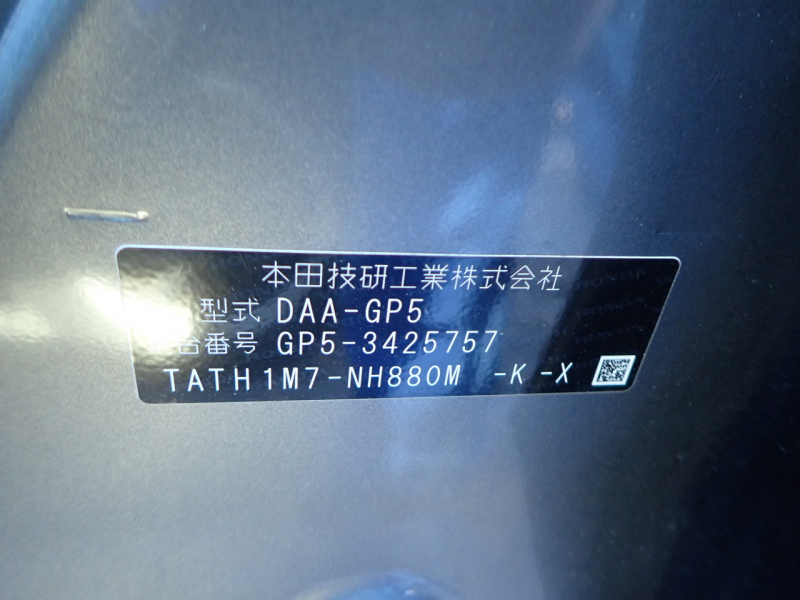 本田技研工業株式会社
型式 DAA-GP5
台番号 GP5-3425757
TATH1M7-NH880M -K -X